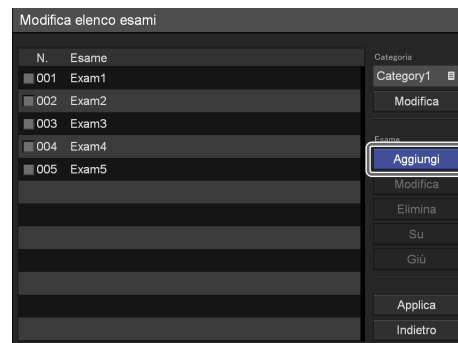 Modifica elenco esami
N. Esame
001 Exam1
002 Exam2
003 Exam3
004 Exam4
005 Exam5
Categoria
Category1
Modifica
Esame
Aggiungi
Modifica
Elimina
Su
Giù
Applica
Indietro